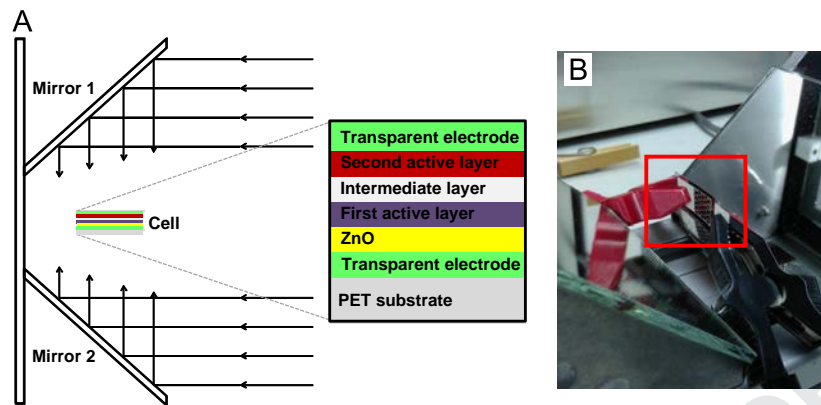 A
Mirror 1
Cell
Mirror 2
Transparent electrode
Second active layer
Intermediate layer
First active layer
ZnO
Transparent electrode
PET substrate
B